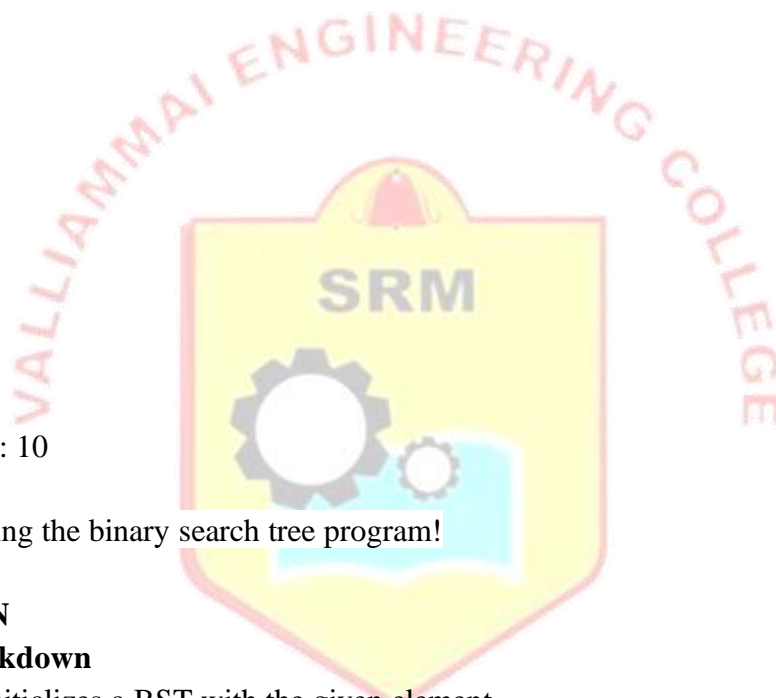 VALLIAMMAI ENGINEERING COLLEGE
SRM
: 10
ng the binary search tree program!
N
kdown
itializes a BST with the given element